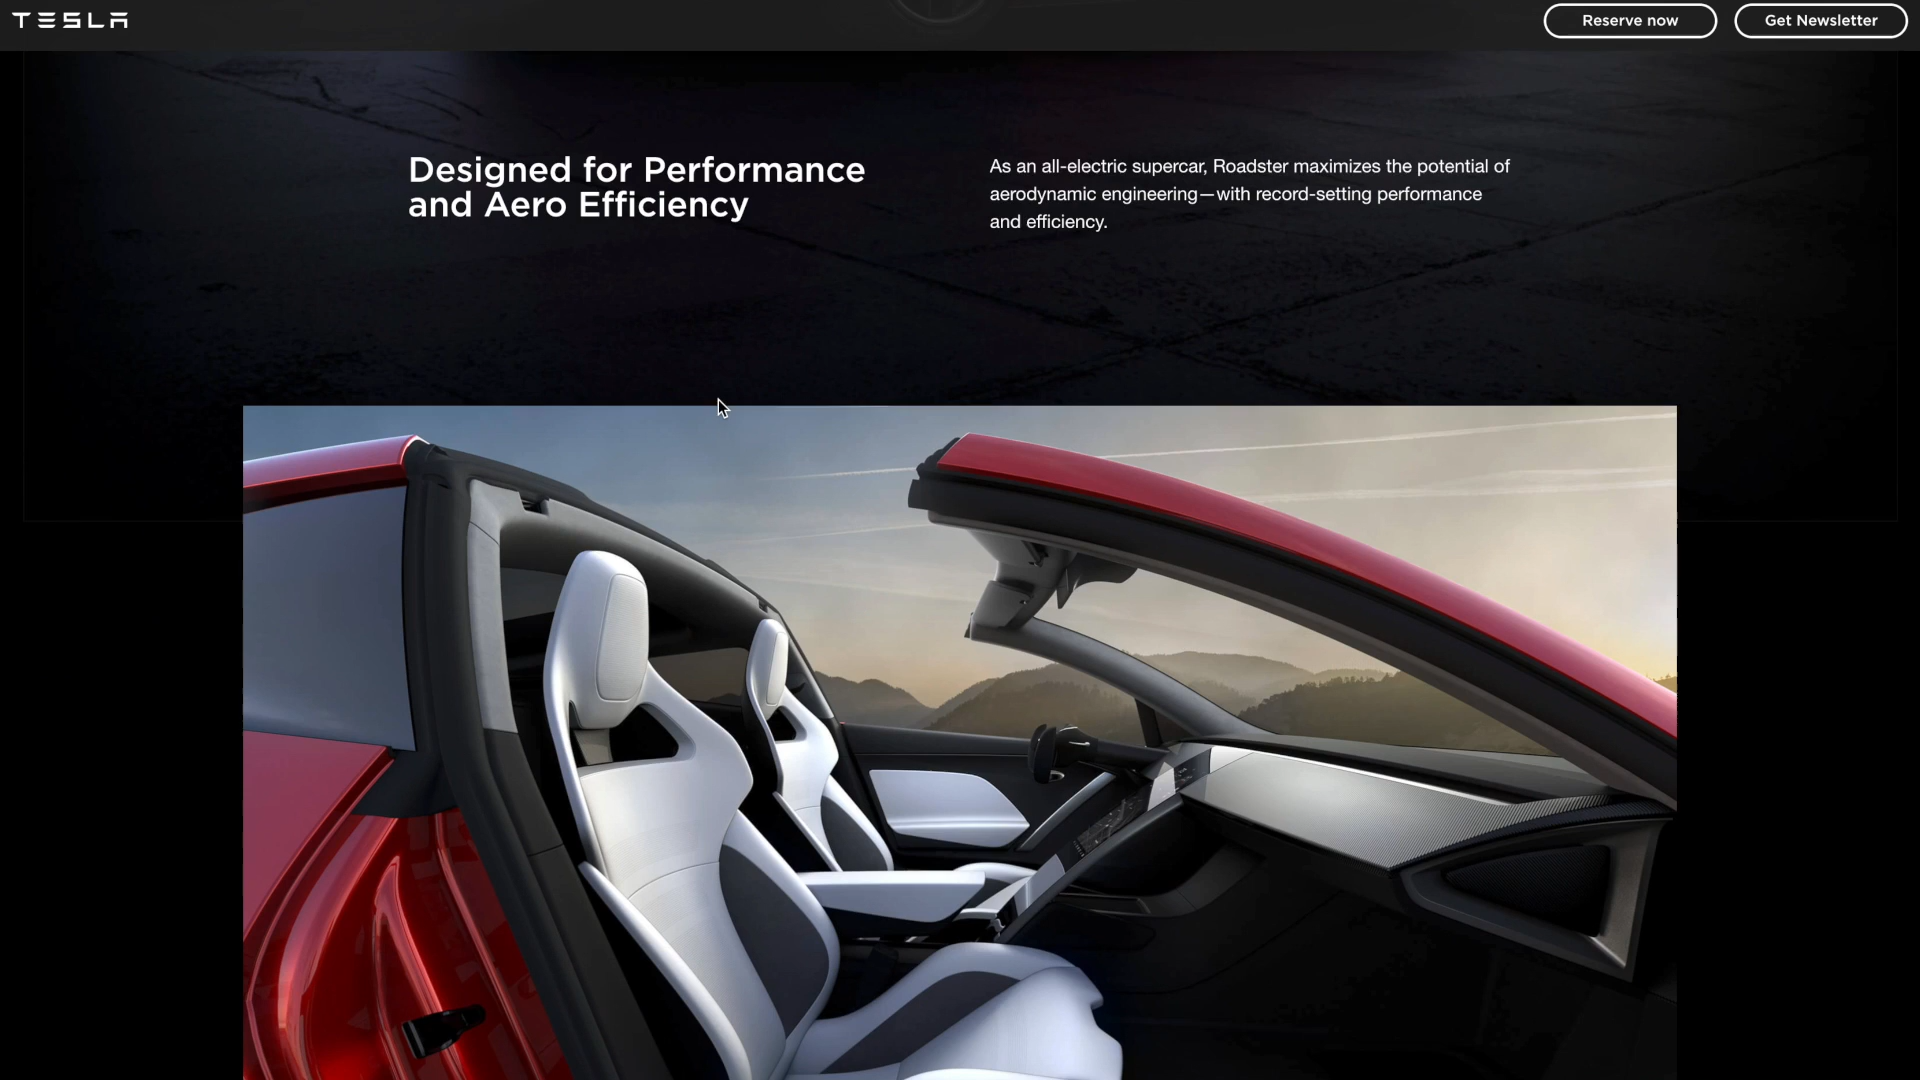 TESLA
Reserve now
Get Newsletter
Designed for Performance
and Aero Efficiency
As an all-electric supercar, Roadster maximizes the potential of
aerodynamic engineering—with record-setting performance
and efficiency.